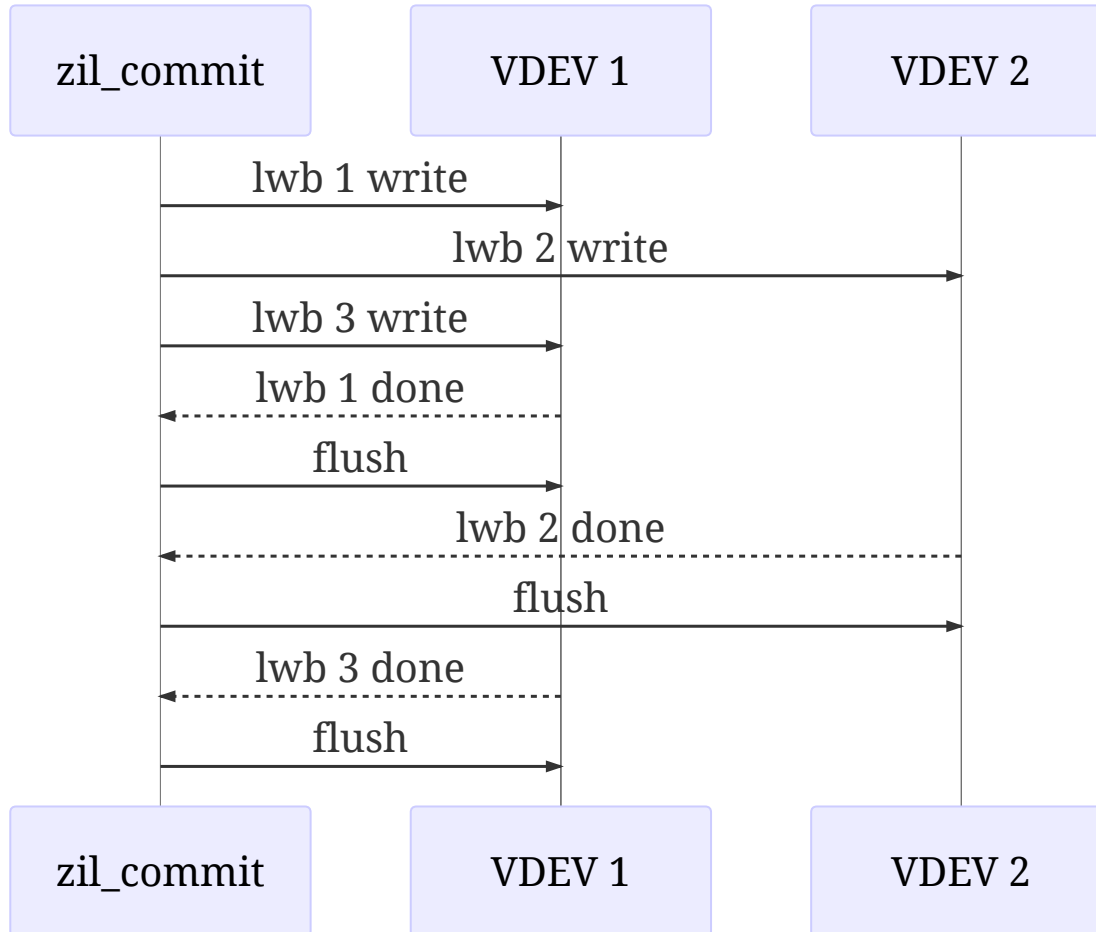 zil_commit VDEV 1 VDEV 2
lwb 1 write
lwb 2 write
lwb 3 write
lwb 1 done
flush
lwb 2 done
flush
lwb 3 done
flush
zil_commit VDEV 1 VDEV 2